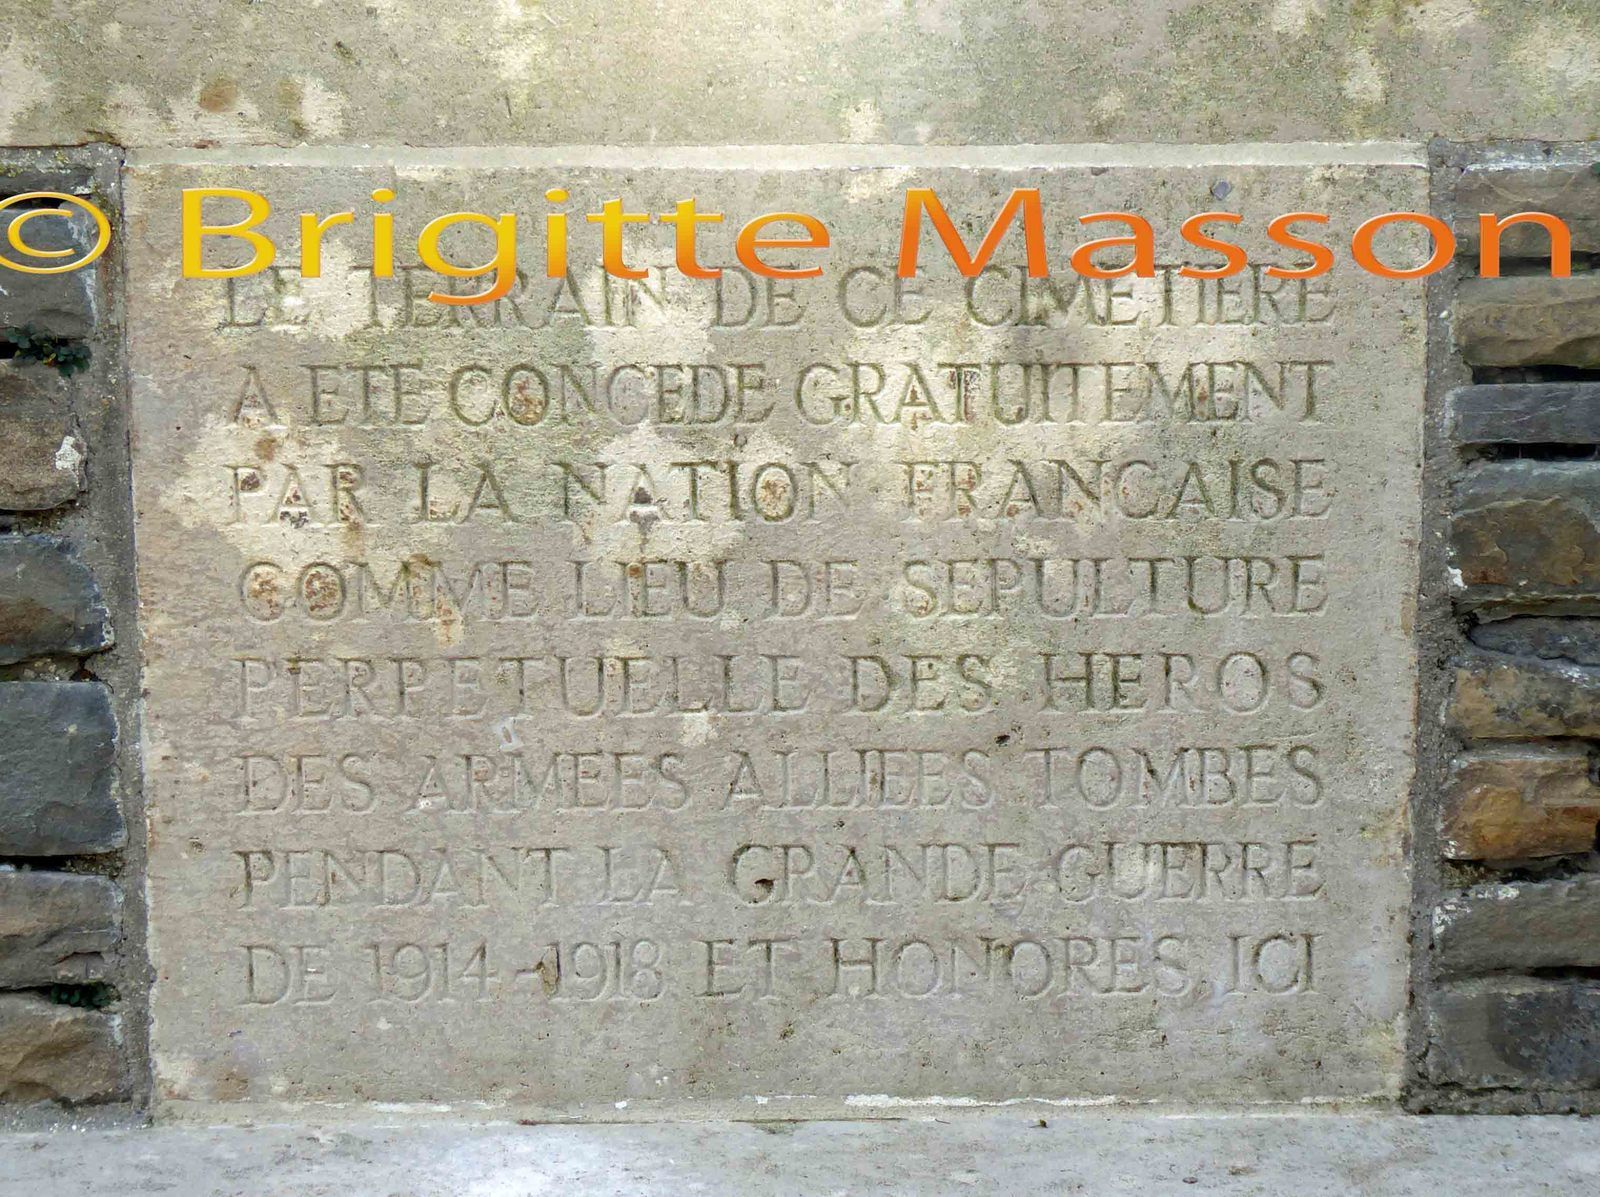 © Brigitte Masson
LE TERRAIN DE CE CIMETIERE
A ETE CONCEDE GRATUITEMENT
PAR LA NATION FRANCAISE
COMME LIEU DE SEPULTURE
PERPETUELLE DES HEROS
DES ARMEES ALLIEES TOMBES
PENDANT LA GRANDE GUERRE
DE 1914-1918 ET HONORES ICI